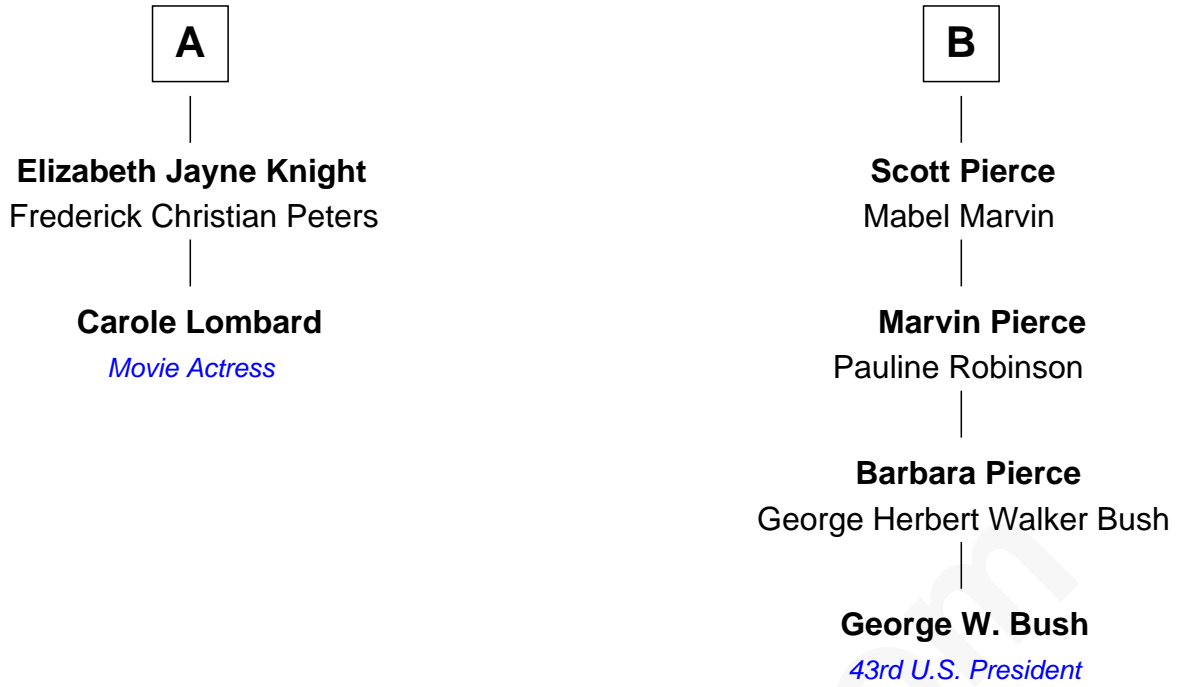 A
Elizabeth Jayne Knight
Frederick Christian Peters
Carole Lombard
Movie Actress
B
Scott Pierce
Mabel Marvin
Marvin Pierce
Pauline Robinson
Barbara Pierce
George Herbert Walker Bush
George W. Bush
43rd U.S. President